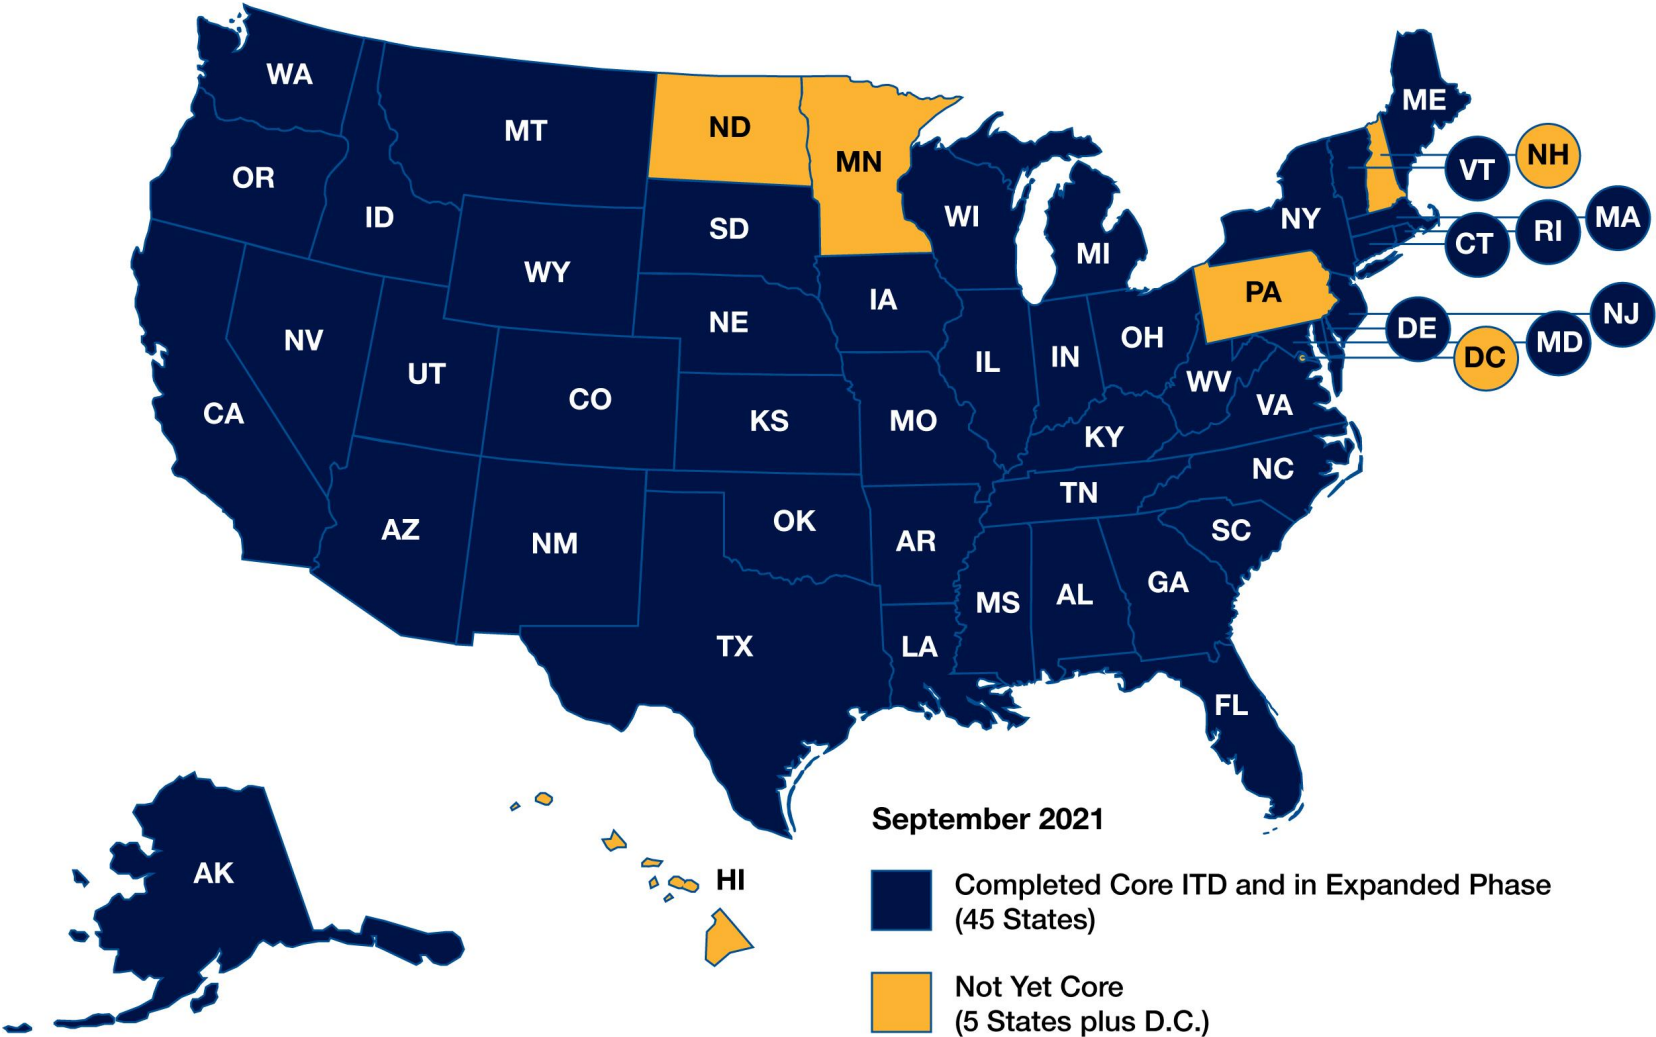 WA
MT
ND
MN
ME
OR
ID
SD
WI
MI
NY
VT
NH
MA
RI
CT
WY
NE
IA
PA
NJ
DE
MD
DC
NV
UT
CO
KS
MO
IL
IN
OH
WV
VA
KY
CA
AZ
NM
OK
AR
TN
NC
SC
MS
AL
GA
TX
LA
FL
AK
HI
September 2021
Completed Core ITD and in Expanded Phase
(45 States)
Not Yet Core
(5 States plus D.C.)